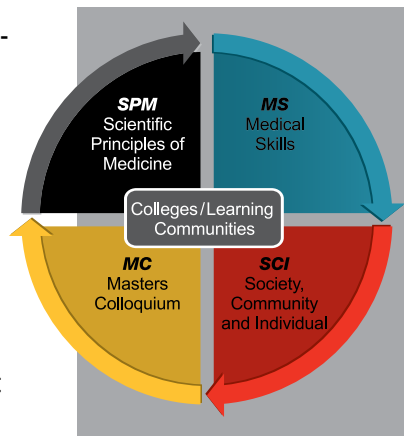 SPM
Scientific
Principles of
Medicine
MS
Medical
Skills
Colleges/Learning
Communities
MC
Masters
Colloquium
SCI
Society,
Community
and Individual